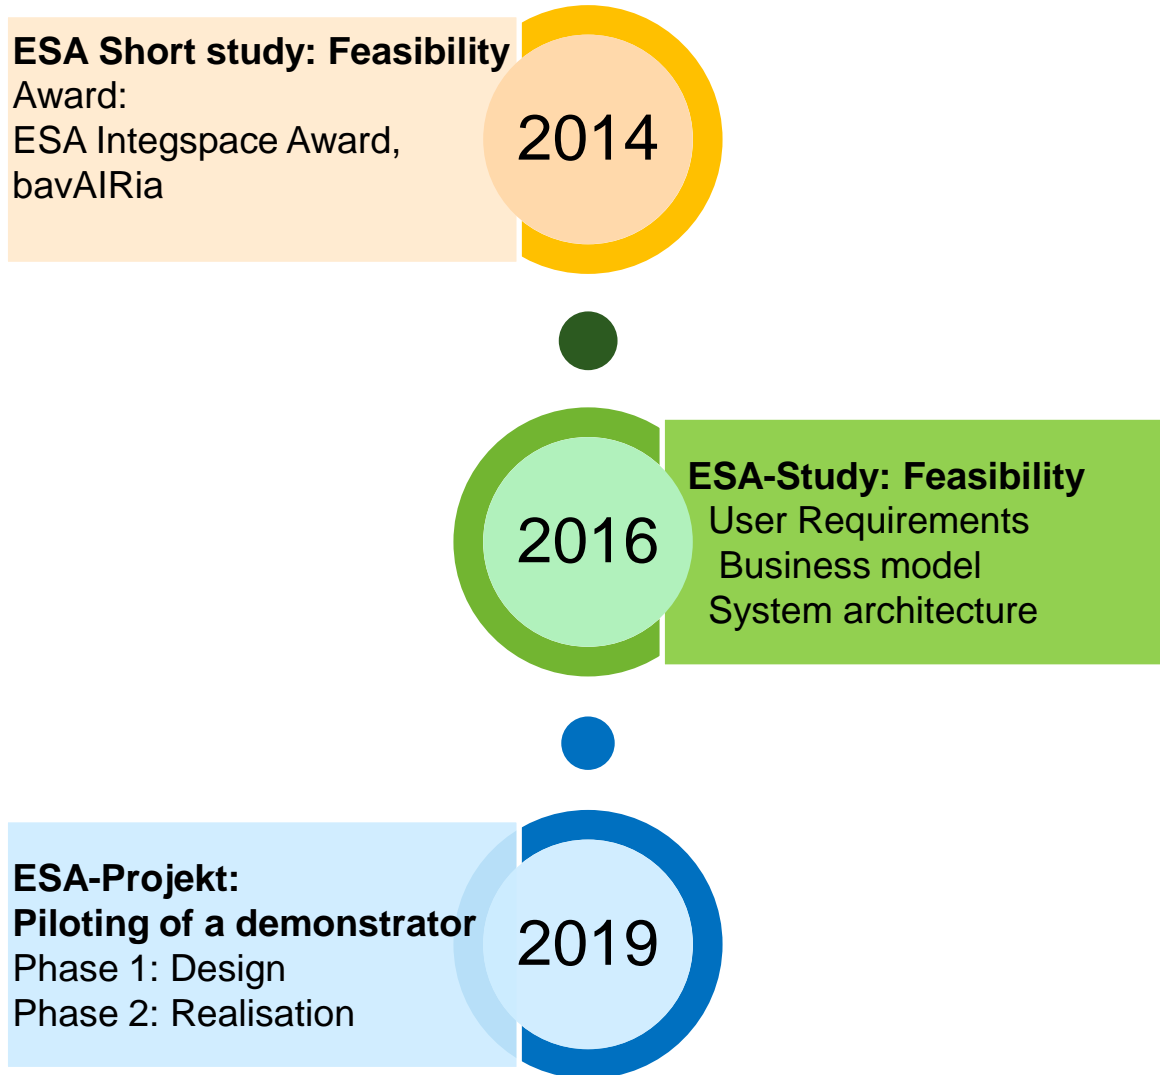 ESA Short study: Feasibility
Award:
ESA Integspace Award,
bavAIRia
2014
2016
ESA-Study: Feasibility
User Requirements
Business model
System architecture
ESA-Projekt:
Piloting of a demonstrator
Phase 1: Design
Phase 2: Realisation
2019